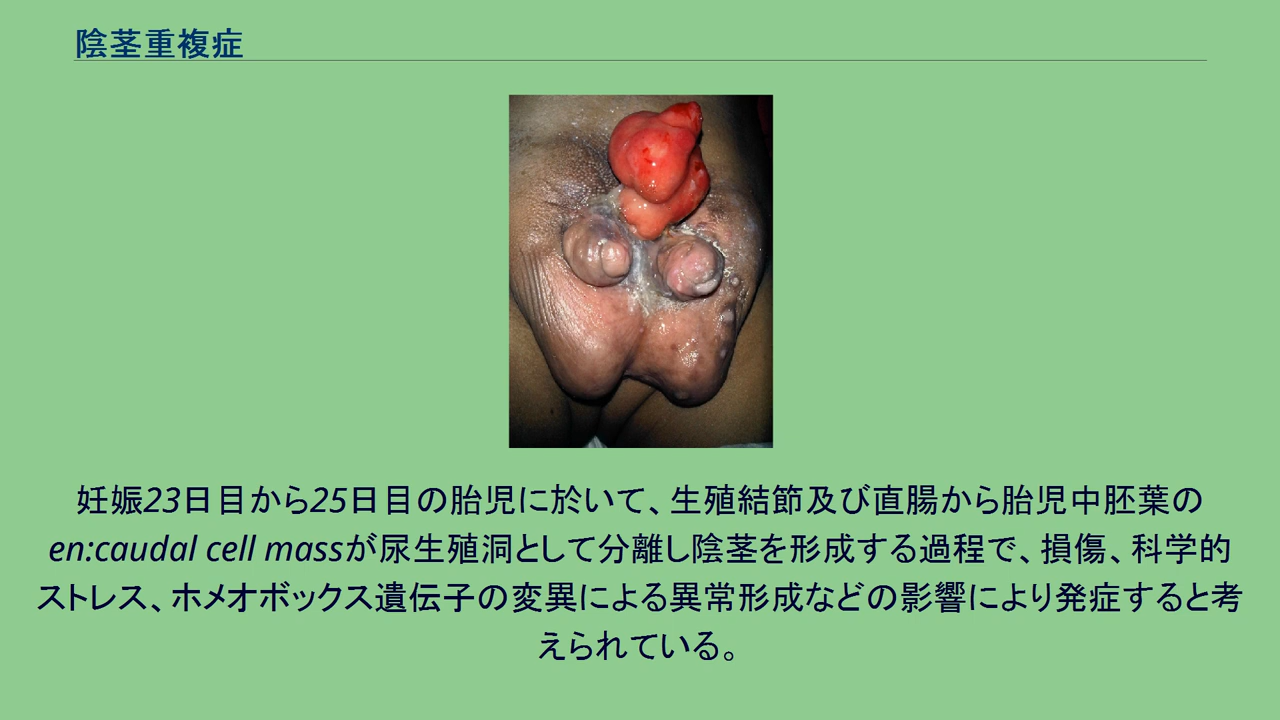 陰茎重複症
妊娠23日目から25日目の胎児に於いて、生殖結節及び直腸から胎児中胚葉の
en:caudal cell massが尿生殖洞として分離し陰茎を形成する過程で、損傷、科学的
ストレス、ホメオボックス遺伝子の変異による異常形成などの影響により発症すると考
えられている。